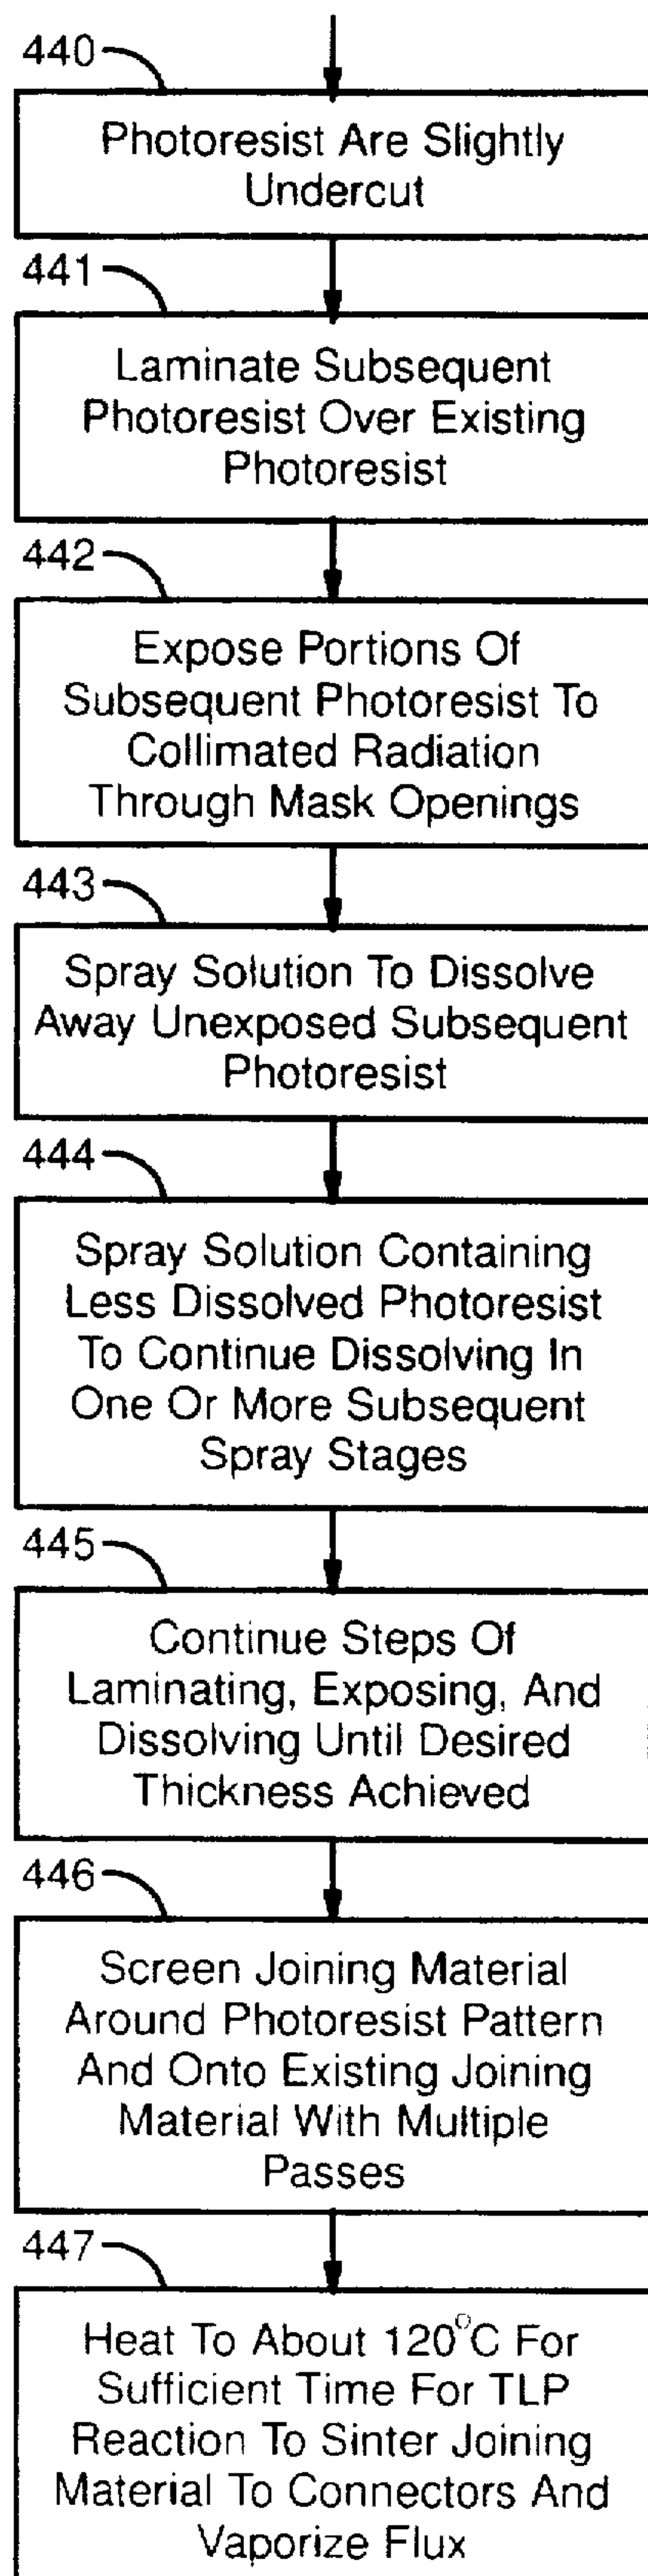 440
Photoresist Are Slightly
Undercut
441
Laminate Subsequent
Photoresist Over Existing
Photoresist
442
Expose Portions Of
Subsequent Photoresist To
Collimated Radiation
Through Mask Openings
443
Spray Solution To Dissolve
Away Unexposed Subsequent
Photoresist
444
Spray Solution Containing
Less Dissolved Photoresist
To Continue Dissolving In
One Or More Subsequent
Spray Stages
445
Continue Steps Of
Laminating, Exposing, And
Dissolving Until Desired
Thickness Achieved
446
Screen Joining Material
Around Photoresist Pattern
And Onto Existing Joining
Material With Multiple
Passes
447
Heat To About 120°C For
Sufficient Time For TLP
Reaction To Sinter Joining
Material To Connectors And
Vaporize Flux